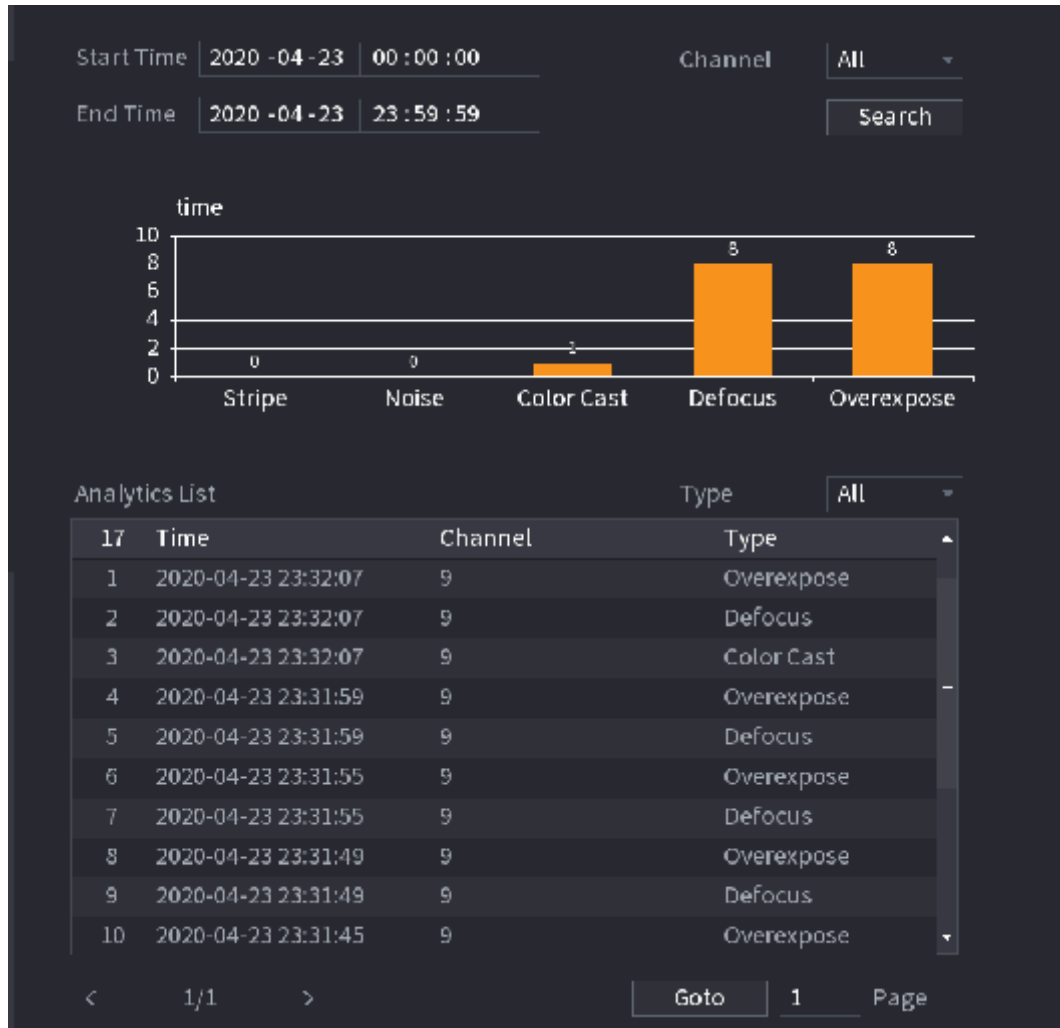 Start Time 2020 -04 -23 00 : 00 : 00 Channel All
End Time 2020 -04 -23 23 : 59 : 59 Search
time
10
8
6
4
2
0
0 0 1 8 8
Stripe Noise Color Cast Defocus Overexpose
Analytics List Type All
17 Time Channel Type
1 2020-04-23 23:32:07 9 Overexpose
2 2020-04-23 23:32:07 9 Defocus
3 2020-04-23 23:32:07 9 Color Cast
4 2020-04-23 23:31:59 9 Overexpose
5 2020-04-23 23:31:59 9 Defocus
6 2020-04-23 23:31:55 9 Overexpose
7 2020-04-23 23:31:55 9 Defocus
8 2020-04-23 23:31:49 9 Overexpose
9 2020-04-23 23:31:49 9 Defocus
10 2020-04-23 23:31:45 9 Overexpose
< 1/1 > Goto 1 Page